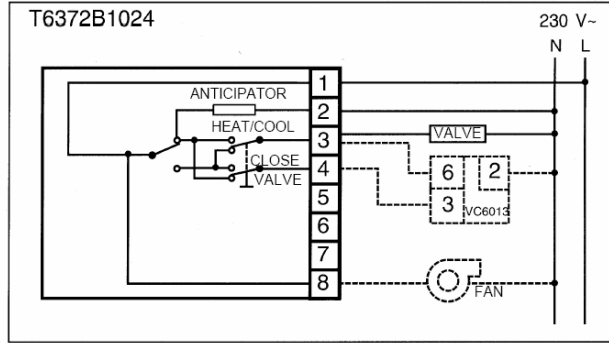 T6372B1024
230 V~
N L
1
ANTICIPATOR
2
HEAT/COOL
3
VALVE
CLOSE
4
VALVE
6 2
5
3 VC6013
6
7
8
FAN